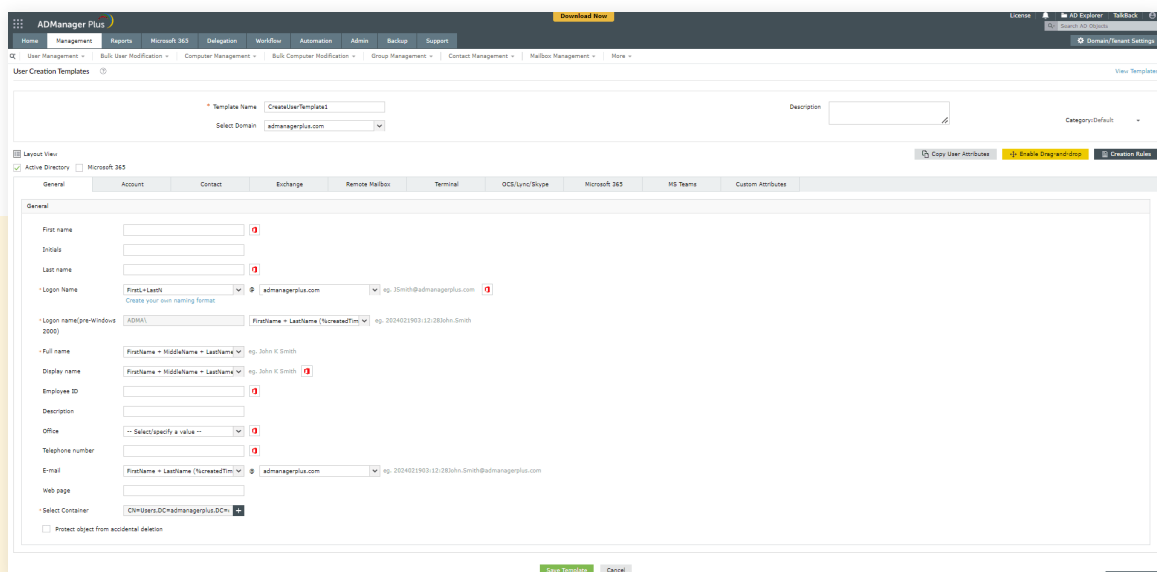 Download Now
License AD Explorer TalkBack
ADManager Plus
Search AD Objects
Home Management Reports Microsoft 365 Delegation Workflow Automation Admin Backup Support
Domain/Tenant Settings
User Management Bulk User Modification Computer Management Bulk Computer Modification Group Management Contact Management Mailbox Management More
User Creation Templates
View Template
* Template Name CreateUserTemplate1
Description
Select Domain admanagerplus.com
Category:Default
Layout View
Copy User Attributes Enable Drag-and-drop Creation Rules
Active Directory Microsoft 365
General Account Contact Exchange Remote Mailbox Terminal OCS/Lync/Skype Microsoft 365 MS Teams Custom Attributes
General
First name
Initials
Last name
* Logon Name FirstL+LastN @ admanagerplus.com eg. JSmith@admanagerplus.com
Create your own naming format
* Logon name(pre-Windows 2000) ADMA\ FirstName + LastName (%createdTim eg. 2024021903:12:28John.Smith
* Full name FirstName + MiddleName + LastName eg. John K Smith
Display name FirstName + MiddleName + LastName eg. John K Smith
Employee ID
Description
Office -- Select/specify a value --
Telephone number
E-mail FirstName + LastName (%createdTim @ admanagerplus.com eg. 2024021903:12:28John.Smith@admanagerplus.com
Web page
* Select Container CN=Users,DC=admanagerplus,DC=
Protect object from accidental deletion
Save Template Cancel